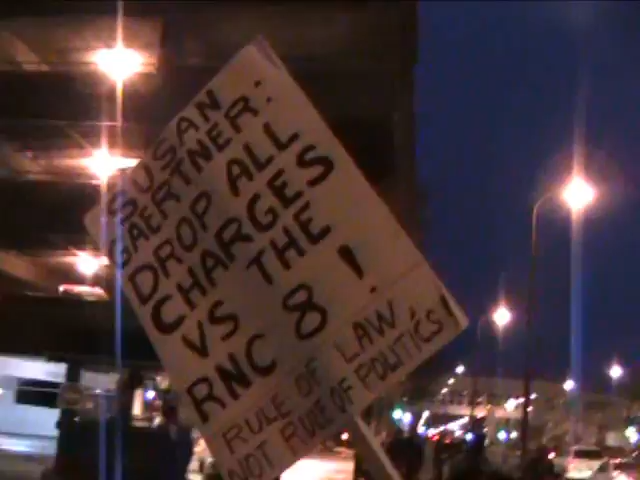 SUSAN
GAERTNER:
DROP ALL
CHARGES
VS THE
RNC 8!
RULE OF LAW,
NOT RULE OF POLITICS!